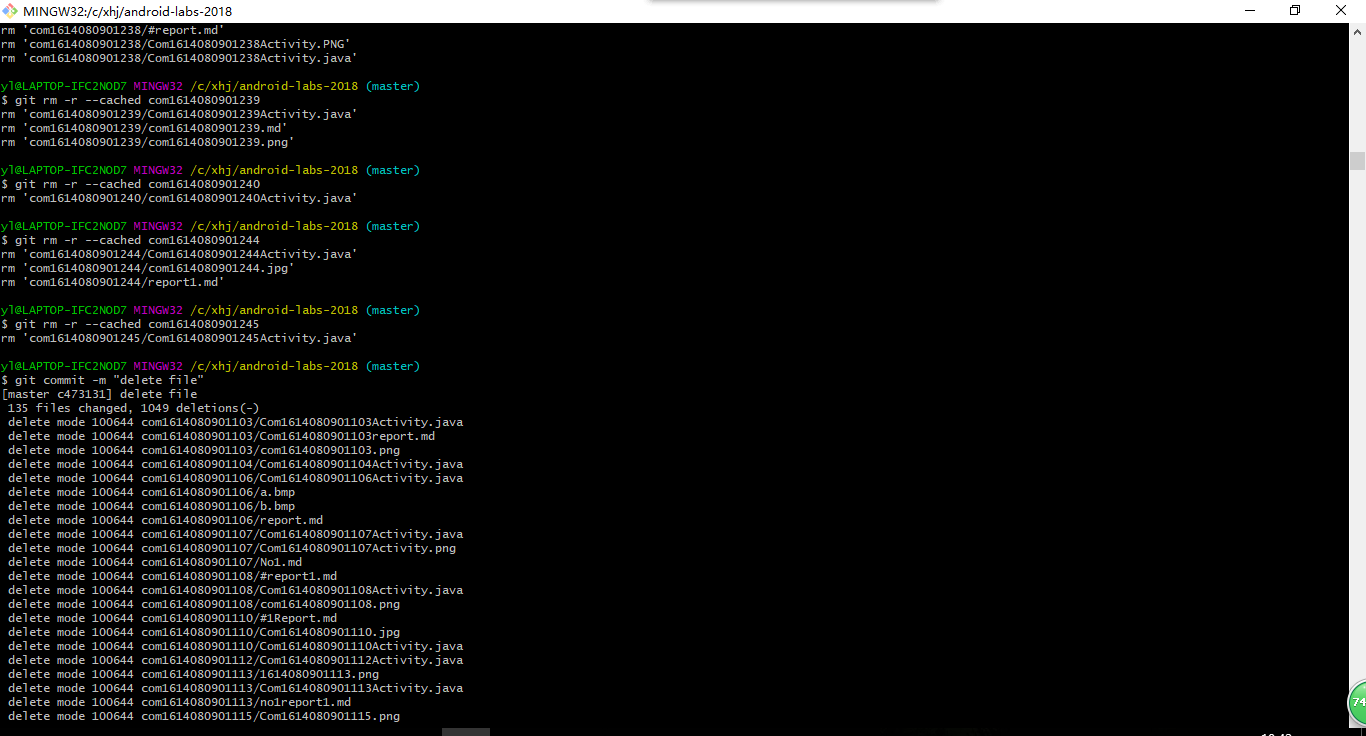 MINGW32:/c/xhj/android-labs-2018
rm 'com1614080901238/#report.md'
rm 'com1614080901238/Com1614080901238Activity.PNG'
rm 'com1614080901238/Com1614080901238Activity.java'
yl@LAPTOP-IFC2NOD7 MINGW32 /c/xhj/android-labs-2018 (master)
$ git rm -r --cached com1614080901239
rm 'com1614080901239/Com1614080901239Activity.java'
rm 'com1614080901239/com1614080901239.md'
rm 'com1614080901239/com1614080901239.png'
yl@LAPTOP-IFC2NOD7 MINGW32 /c/xhj/android-labs-2018 (master)
$ git rm -r --cached com1614080901240
rm 'com1614080901240/com1614080901240Activity.java'
yl@LAPTOP-IFC2NOD7 MINGW32 /c/xhj/android-labs-2018 (master)
$ git rm -r --cached com1614080901244
rm 'com1614080901244/Com1614080901244Activity.java'
rm 'com1614080901244/com1614080901244.jpg'
rm 'com1614080901244/report1.md'
yl@LAPTOP-IFC2NOD7 MINGW32 /c/xhj/android-labs-2018 (master)
$ git rm -r --cached com1614080901245
rm 'com1614080901245/Com1614080901245Activity.java'
yl@LAPTOP-IFC2NOD7 MINGW32 /c/xhj/android-labs-2018 (master)
$ git commit -m "delete file"
[master c473131] delete file
135 files changed, 1049 deletions(-)
delete mode 100644 com1614080901103/Com1614080901103Activity.java
delete mode 100644 com1614080901103/Com1614080901103report.md
delete mode 100644 com1614080901103/com1614080901103.png
delete mode 100644 com1614080901104/Com1614080901104Activity.java
delete mode 100644 com1614080901106/Com1614080901106Activity.java
delete mode 100644 com1614080901106/a.bmp
delete mode 100644 com1614080901106/b.bmp
delete mode 100644 com1614080901106/report.md
delete mode 100644 com1614080901107/Com1614080901107Activity.java
delete mode 100644 com1614080901107/Com1614080901107Activity.png
delete mode 100644 com1614080901107/No1.md
delete mode 100644 com1614080901108/#report1.md
delete mode 100644 com1614080901108/Com1614080901108Activity.java
delete mode 100644 com1614080901108/com1614080901108.png
delete mode 100644 com1614080901110/#1Report.md
delete mode 100644 com1614080901110/Com1614080901110.jpg
delete mode 100644 com1614080901110/Com1614080901110Activity.java
delete mode 100644 com1614080901112/Com1614080901112Activity.java
delete mode 100644 com1614080901113/1614080901113.png
delete mode 100644 com1614080901113/Com1614080901113Activity.java
delete mode 100644 com1614080901113/no1report1.md
delete mode 100644 com1614080901115/Com1614080901115.png
74